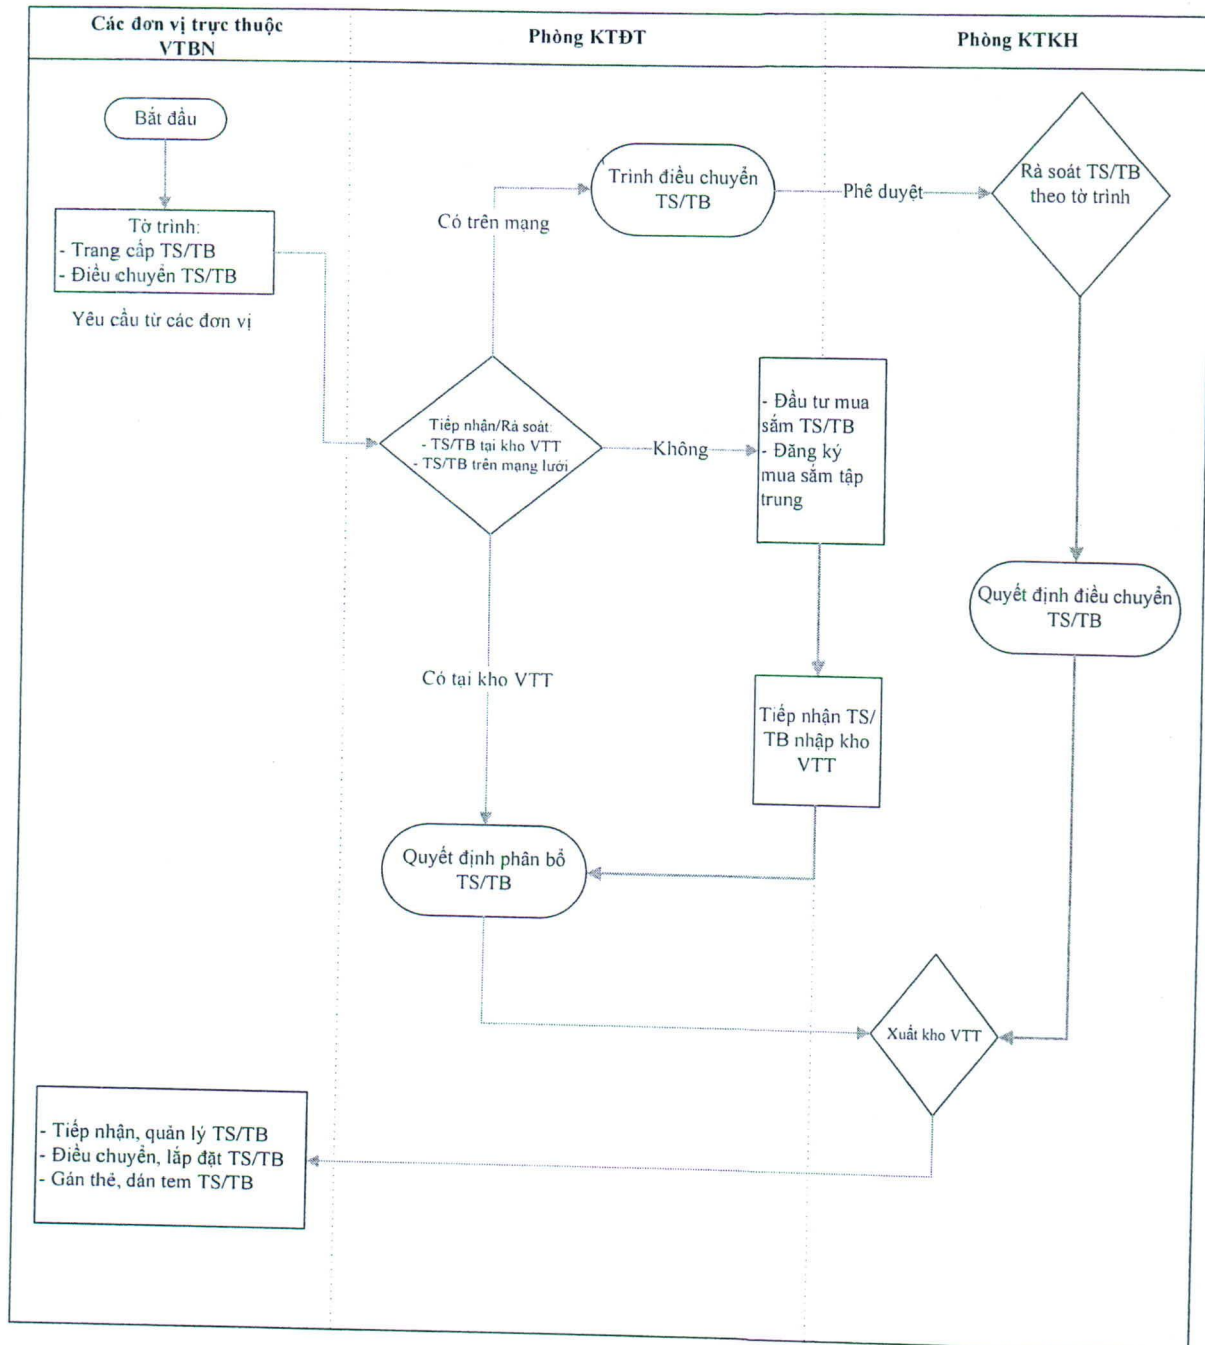 Các đơn vị trực thuộc
VTBN
Phòng KTĐT
Phòng KTKH
Bắt đầu
Tờ trình:
- Trang cấp TS/TB
- Điều chuyển TS/TB
Yêu cầu từ các đơn vị
Có trên mạng
Trình điều chuyển
TS/TB
Phê duyệt
Rà soát TS/TB
theo tờ trình
Tiếp nhận/Rà soát:
- TS/TB tại kho VTT
- TS/TB trên mạng lưới
Không
- Đầu tư mua
sắm TS/TB
- Đăng ký
mua sắm tập
trung
Quyết định điều chuyển
TS/TB
Có tại kho VTT
Tiếp nhận TS/
TB nhập kho
VTT
Quyết định phân bổ
TS/TB
Xuất kho VTT
- Tiếp nhận, quản lý TS/TB
- Điều chuyển, lắp đặt TS/TB
- Gán thẻ, dán tem TS/TB